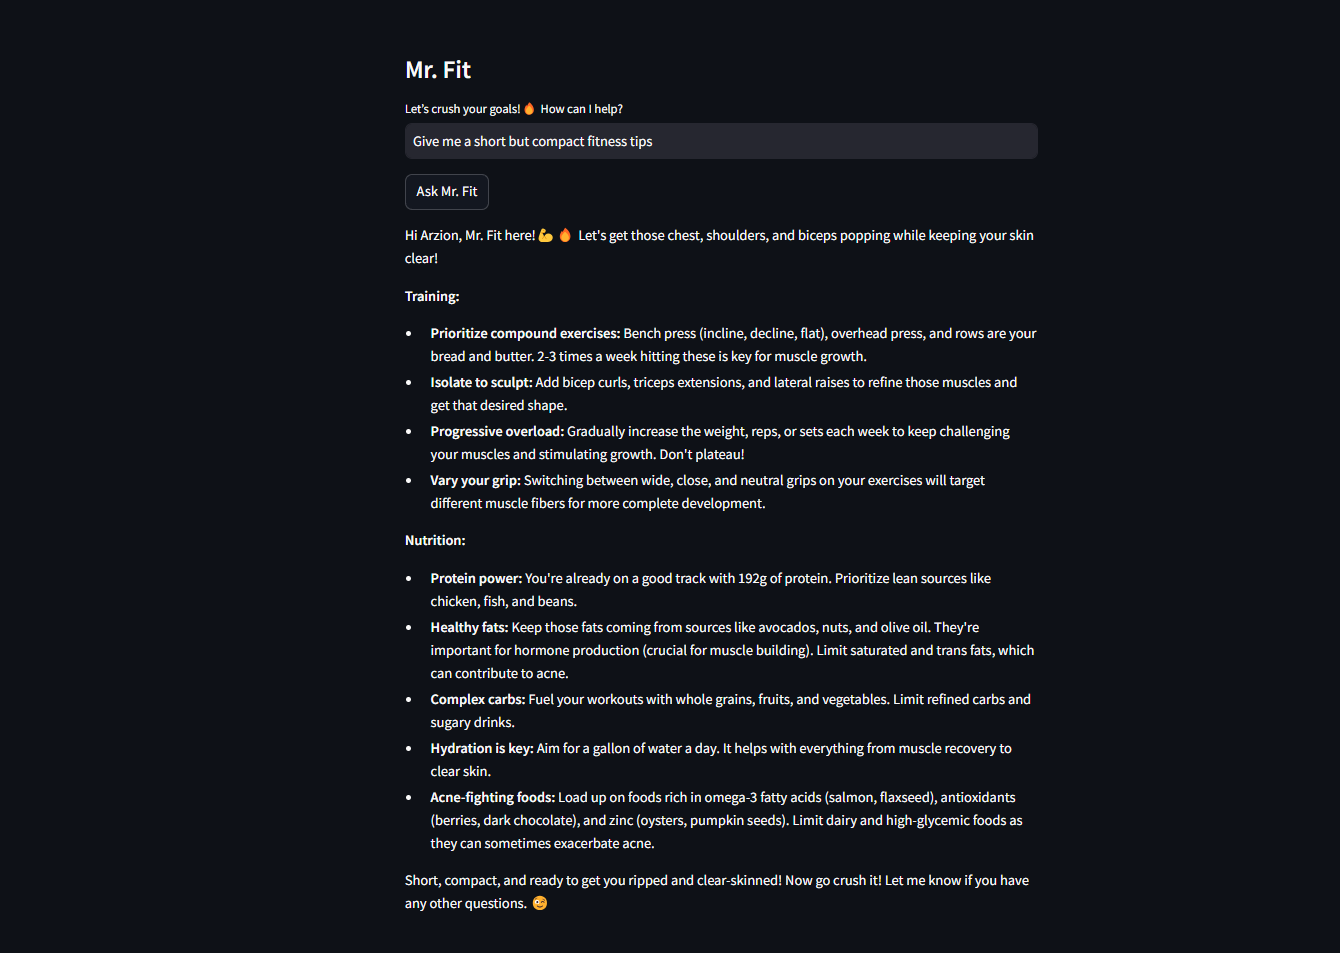 Mr. Fit
Let's crush your goals!🔥 How can I help?
Give me a short but compact fitness tips
Ask Mr. Fit
Hi Arzion, Mr. Fit here!💪🔥 Let's get those chest, shoulders, and biceps popping while keeping your skin
clear!
Training:
• Prioritize compound exercises: Bench press (incline, decline, flat), overhead press, and rows are your
bread and butter. 2-3 times a week hitting these is key for muscle growth.
• Isolate to sculpt: Add bicep curls, triceps extensions, and lateral raises to refine those muscles and
get that desired shape.
• Progressive overload: Gradually increase the weight, reps, or sets each week to keep challenging
your muscles and stimulating growth. Don't plateau!
• Vary your grip: Switching between wide, close, and neutral grips on your exercises will target
different muscle fibers for more complete development.
Nutrition:
• Protein power: You're already on a good track with 192g of protein. Prioritize lean sources like
chicken, fish, and beans.
• Healthy fats: Keep those fats coming from sources like avocados, nuts, and olive oil. They're
important for hormone production (crucial for muscle building). Limit saturated and trans fats, which
can contribute to acne.
• Complex carbs: Fuel your workouts with whole grains, fruits, and vegetables. Limit refined carbs and
sugary drinks.
• Hydration is key: Aim for a gallon of water a day. It helps with everything from muscle recovery to
clear skin.
• Acne-fighting foods: Load up on foods rich in omega-3 fatty acids (salmon, flaxseed), antioxidants
(berries, dark chocolate), and zinc (oysters, pumpkin seeds). Limit dairy and high-glycemic foods as
they can sometimes exacerbate acne.
Short, compact, and ready to get you ripped and clear-skinned! Now go crush it! Let me know if you have
any other questions. 😉